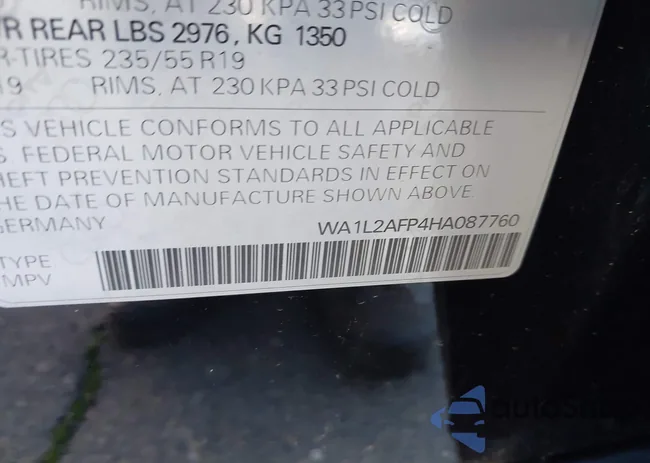 RIMS, AT 230 KPA 33 PSI COLD
R REAR LBS 2976, KG 1350
R-TIRES 235/55 R19
9 RIMS, AT 230 KPA 33 PSI COLD
S VEHICLE CONFORMS TO ALL APPLICABLE
S. FEDERAL MOTOR VEHICLE SAFETY AND
HEFT PREVENTION STANDARDS IN EFFECT ON
HE DATE OF MANUFACTURE SHOWN ABOVE.
GERMANY WA1L2AFP4HA087760
TYPE
MPV